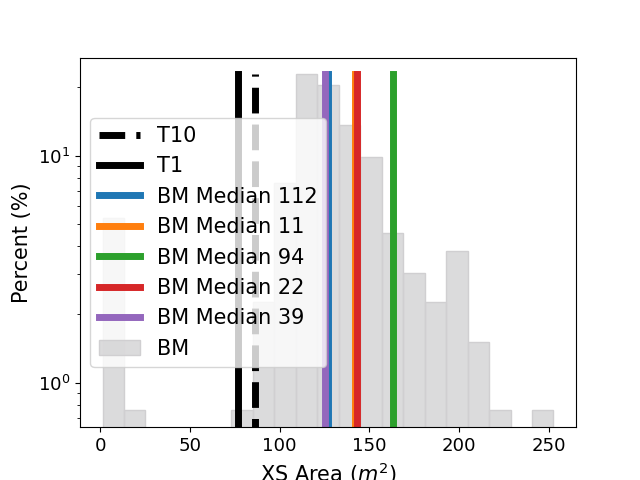 T10
T1
BM Median 112
BM Median 11
BM Median 94
BM Median 22
BM Median 39
BM
Percent (%)
10¹
10⁰
0 50 100 150 200 250
XS Area (m²)